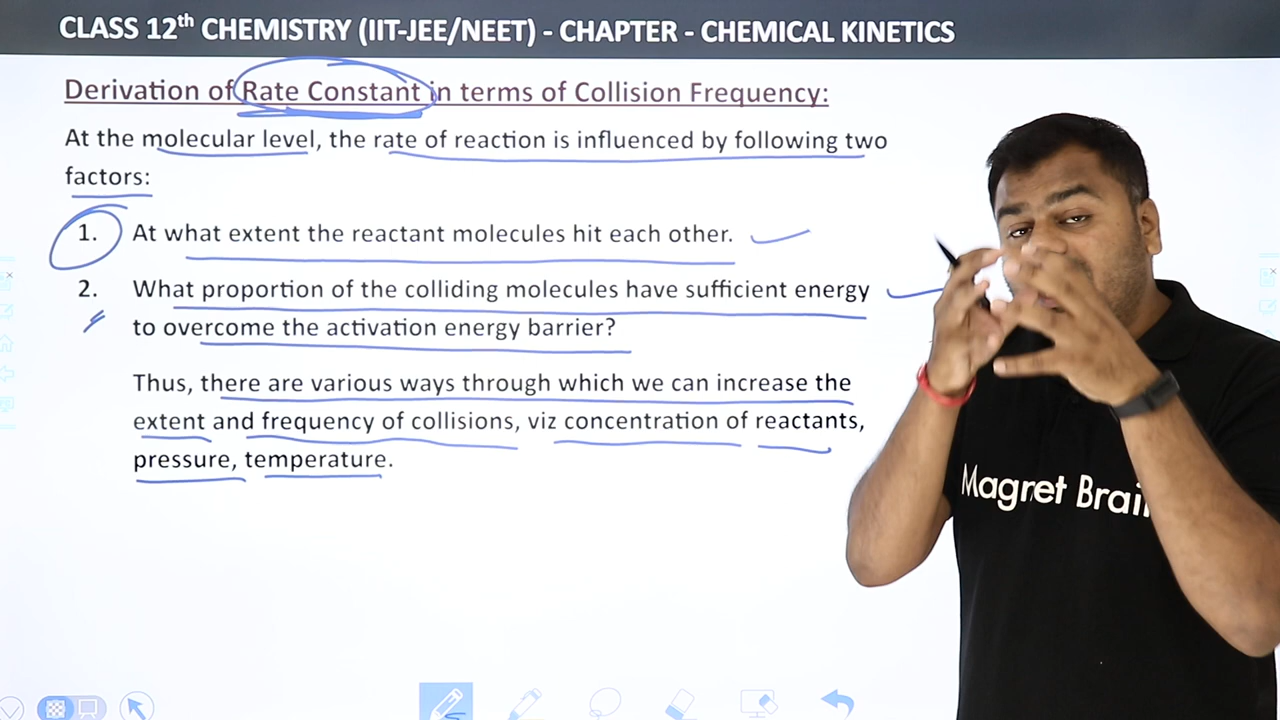 CLASS 12th CHEMISTRY (IIT-JEE/NEET) - CHAPTER - CHEMICAL KINETICS
Derivation of Rate Constant in terms of Collision Frequency:
At the molecular level, the rate of reaction is influenced by following two
factors:
1. At what extent the reactant molecules hit each other.
2. What proportion of the colliding molecules have sufficient energy
to overcome the activation energy barrier?
Thus, there are various ways through which we can increase the
extent and frequency of collisions, viz concentration of reactants,
pressure, temperature.
Magnet Brai